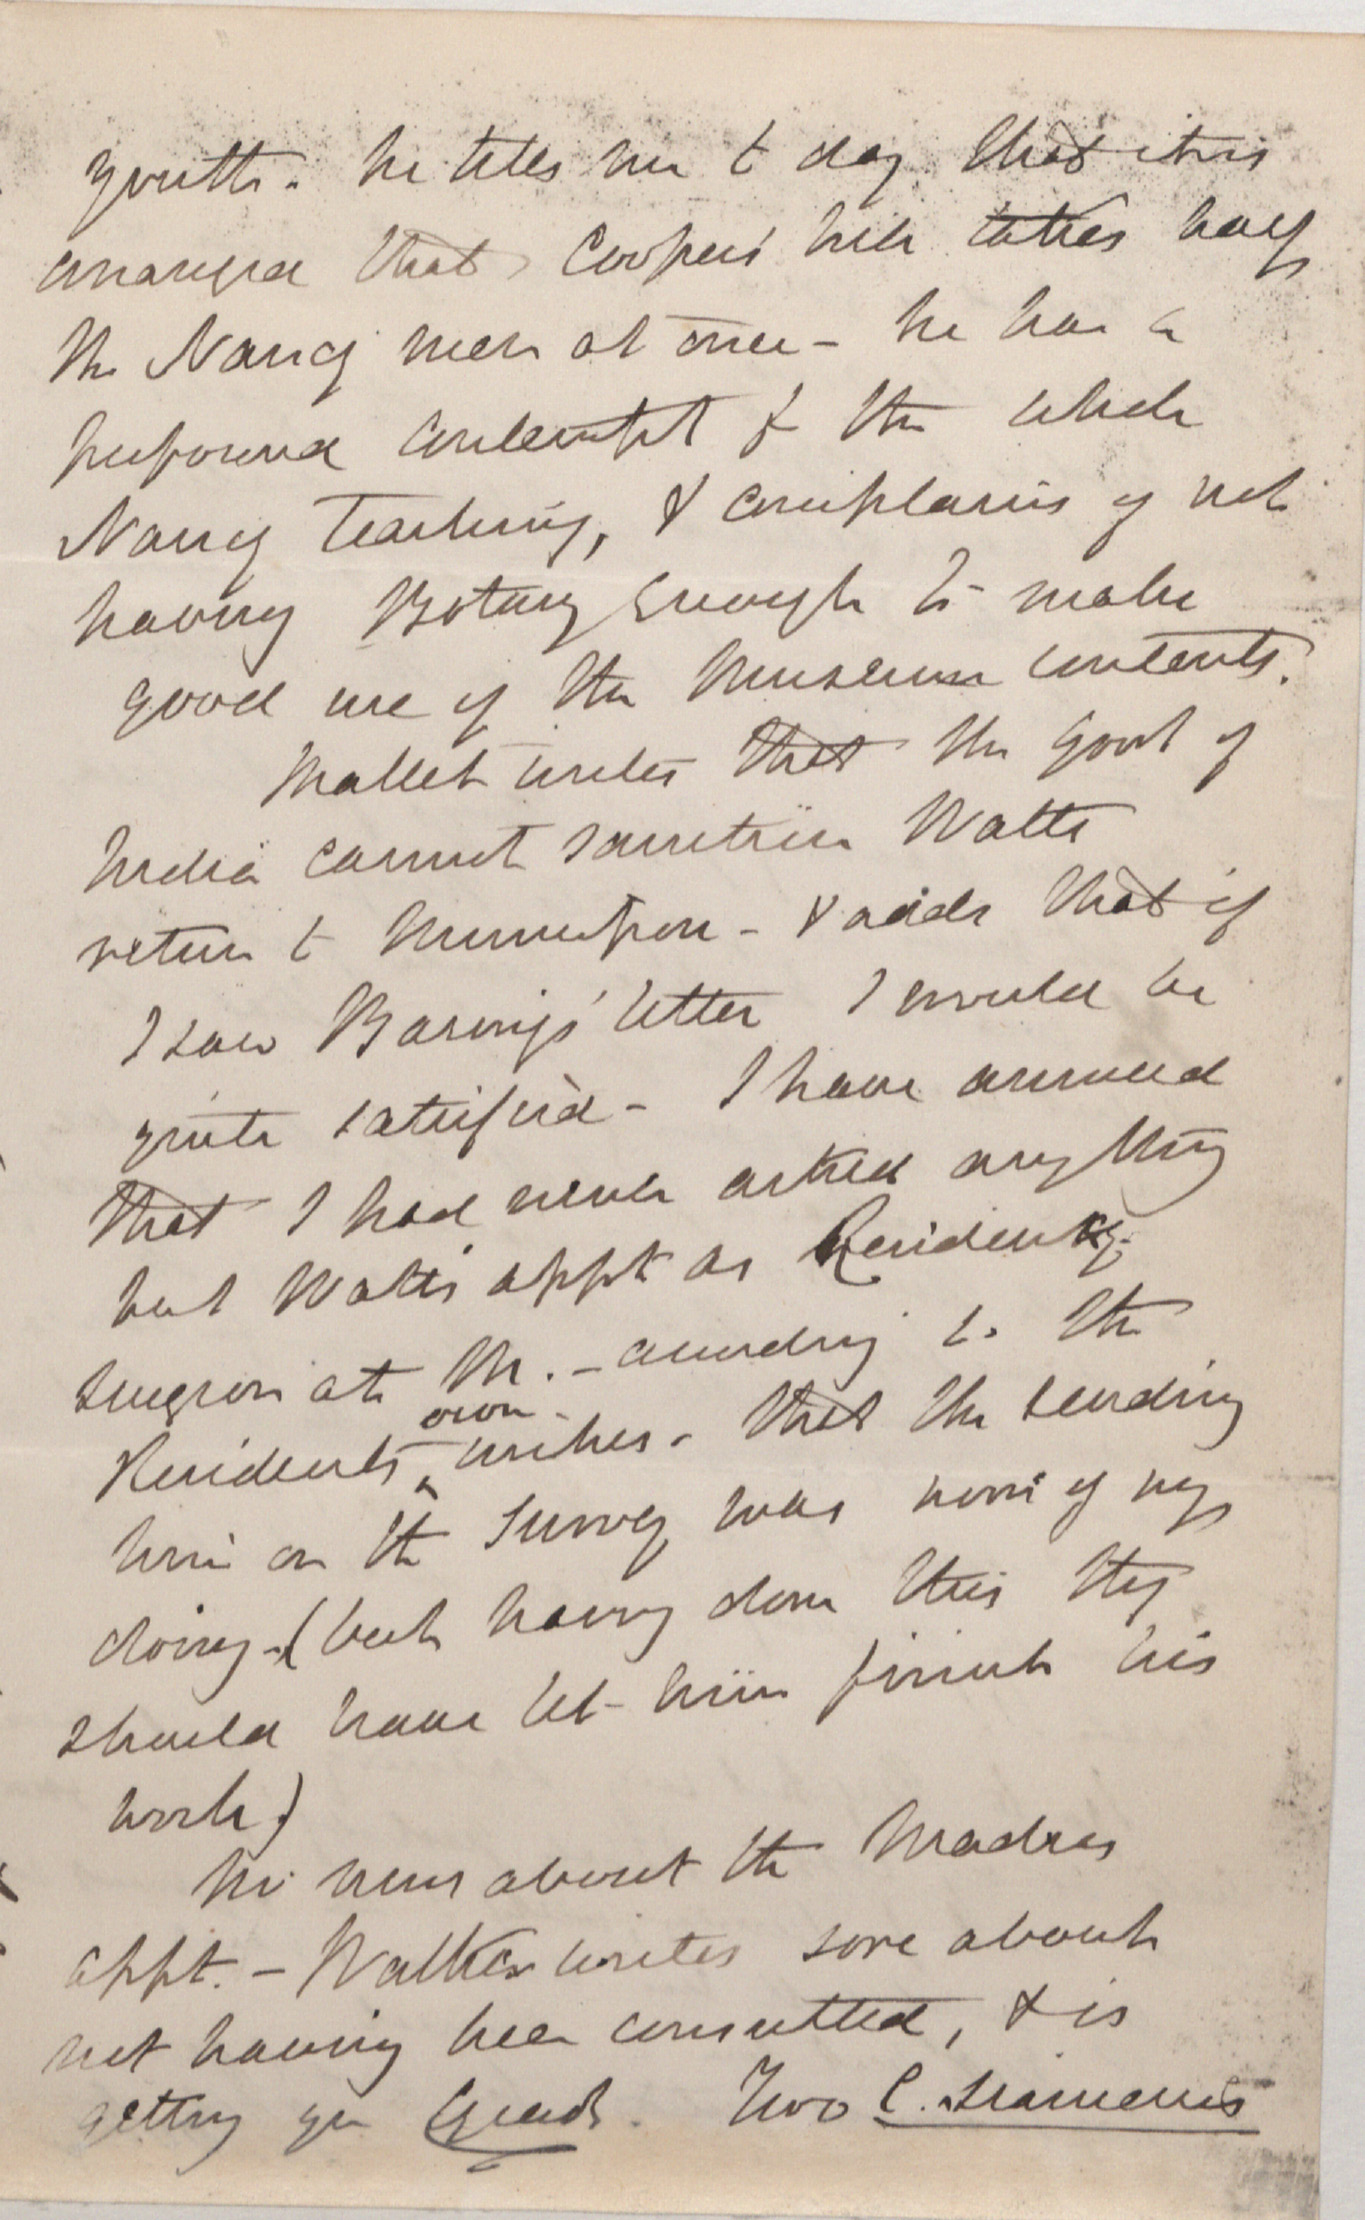 youth. he tells me to day that it is
arranged that Coopers hill takes half
the Nancy men at once - he has a
profound contempt for the whole
Nancy Teaching, & complains of not
having Botany enough to make
good use of the Museum contents.
Mallet writes that the Govt of
India cannot sanction Watts
return to Munnipore - & adds that if
I saw Barings' letter I would be
quite satisfied - I have answered
that I had never asked anything
but Watts appt as Residency
surgeon at M. - according to the
Residents own wishes - that the sending
him on the Survey was none of my
doing - (but having done this they
should have let him finish his
work)
No news about the Madras
appt. - Walker writes sore about
not having been consulted, & is
getting yr. Two C. Siamensis